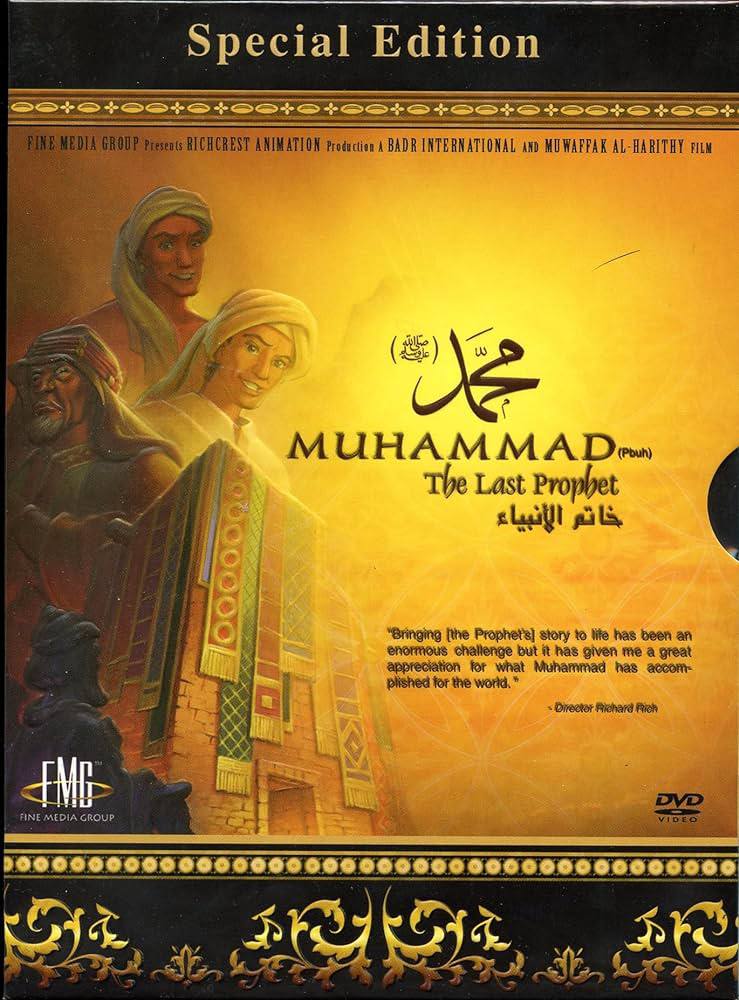 Special Edition
FINE MEDIA GROUP Presents RICHCREST ANIMATION Production A BADR INTERNATIONAL AND MUWAFFAK AL-HARITHY FILM
محمد (صلى الله عليه وسلم)
MUHAMMAD (Pbuh)
The Last Prophet
خاتم الأنبياء
"Bringing [the Prophet's] story to life has been an
enormous challenge but it has given me a great
appreciation for what Muhammad has accom-
plished for the world."
- Director Richard Rich
FMG™
FINE MEDIA GROUP
DVD
VIDEO